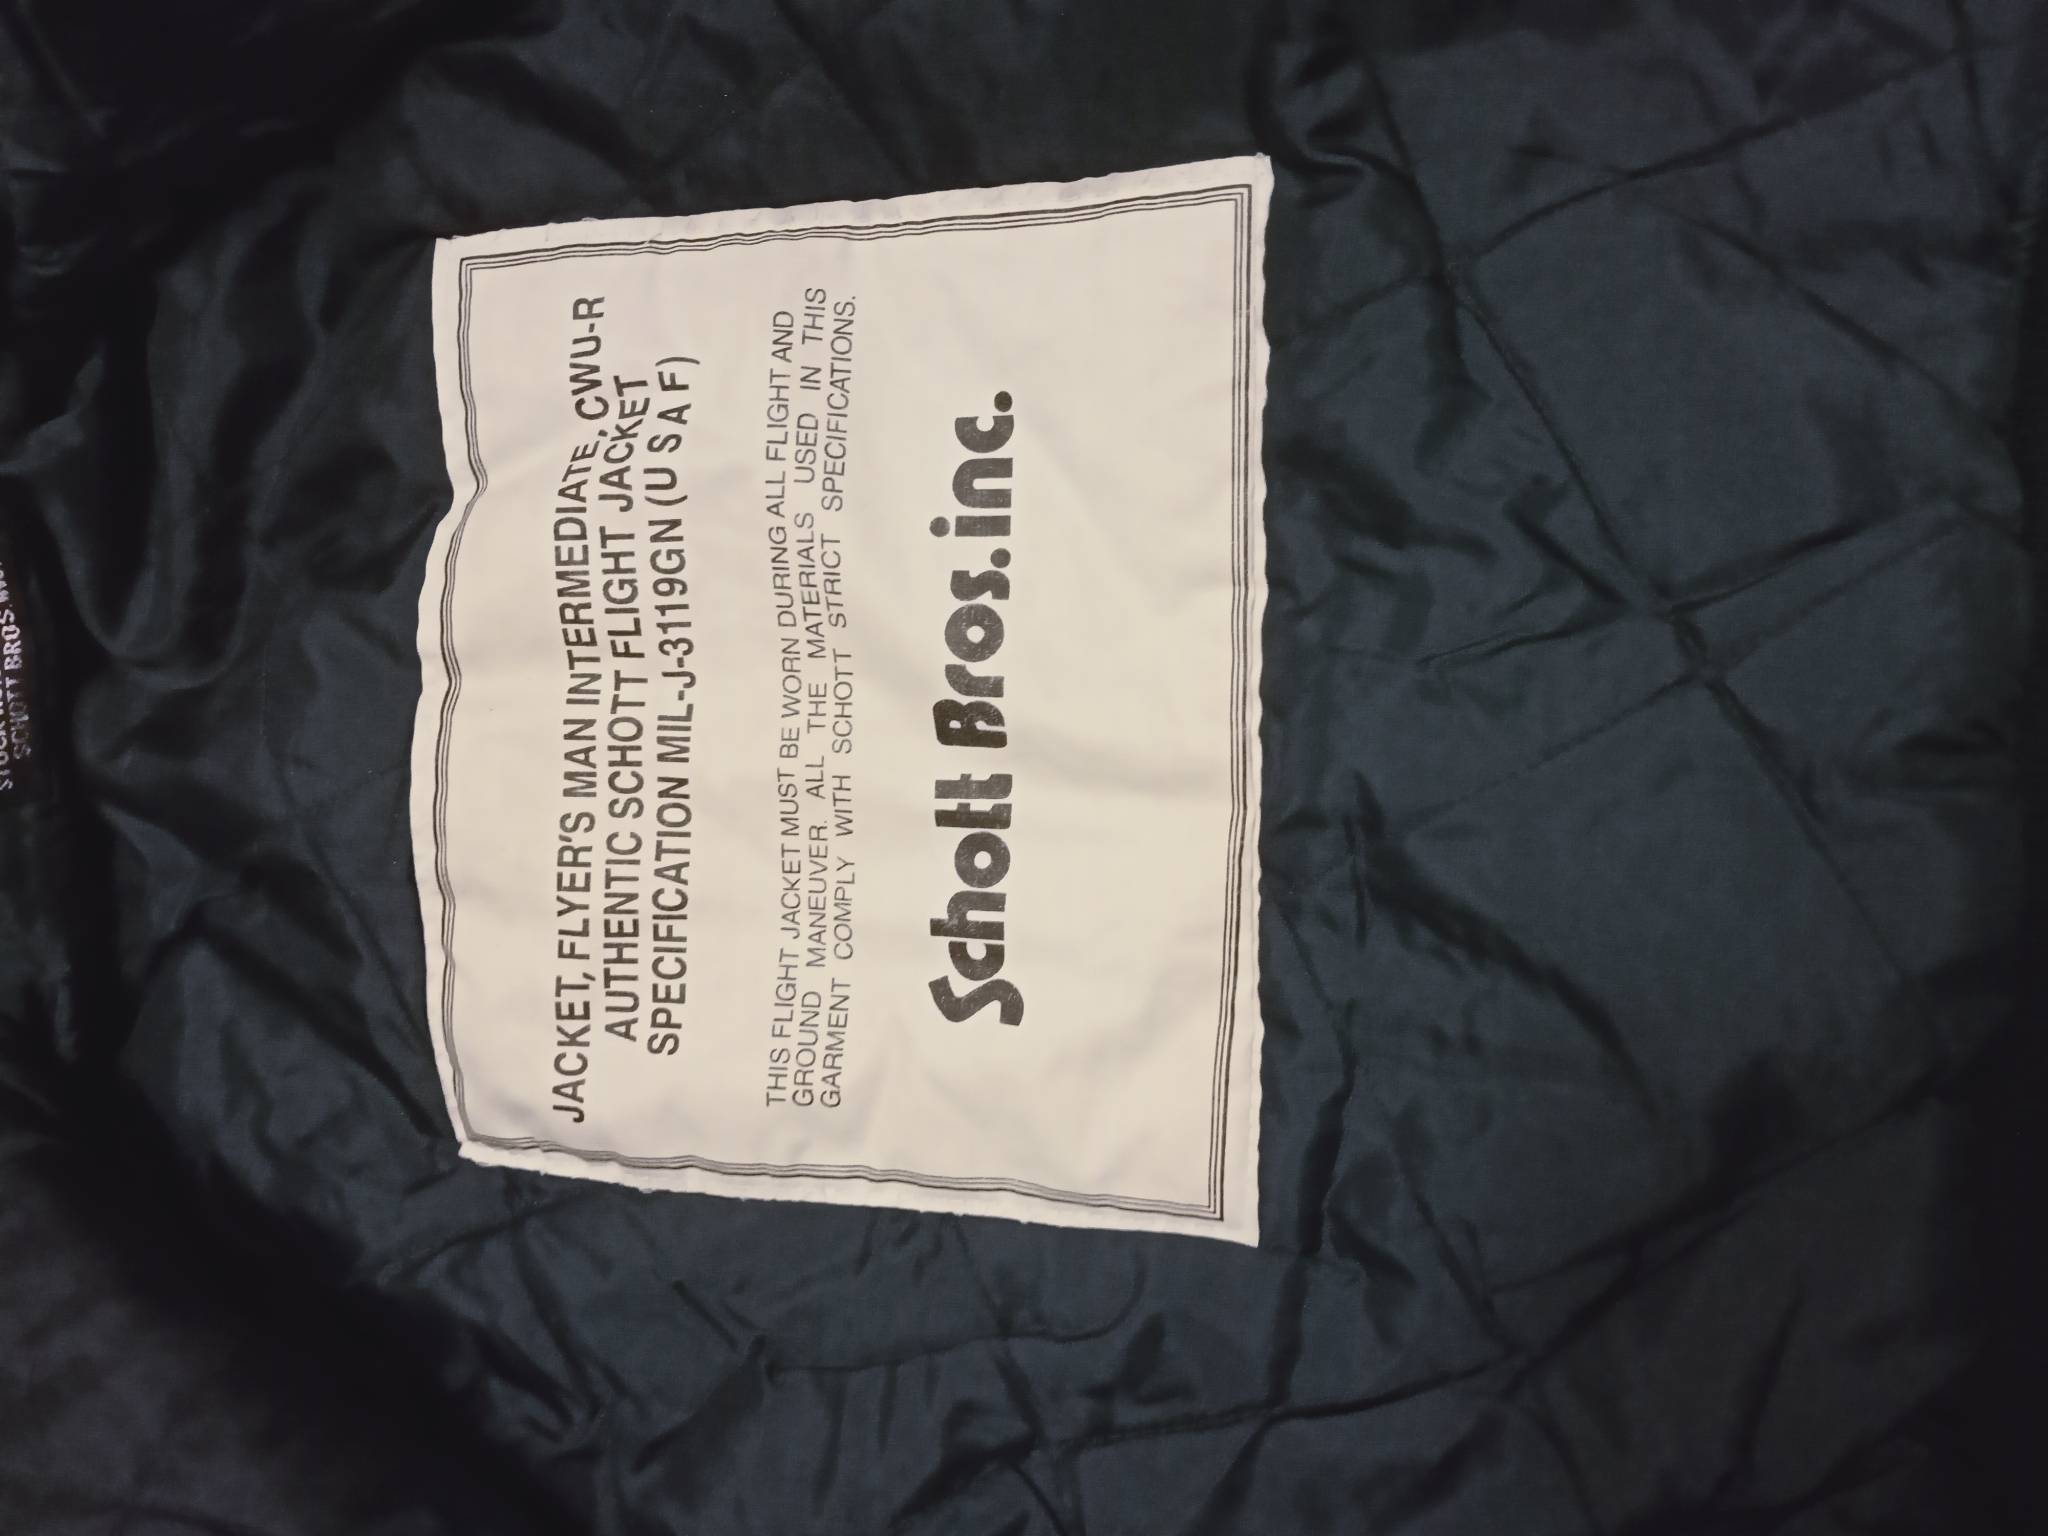 STOCK
SCHOTT BROS.
JACKET, FLYER'S MAN INTERMEDIATE, CWU-R
AUTHENTIC SCHOTT FLIGHT JACKET
SPECIFICATION MIL-J-3119GN (U S A F)
THIS FLIGHT JACKET MUST BE WORN DURING ALL FLIGHT AND
GROUND MANEUVER. ALL THE MATERIALS USED IN THIS
GARMENT COMPLY WITH SCHOTT STRICT SPECIFICATIONS.
Schott Bros.inc.